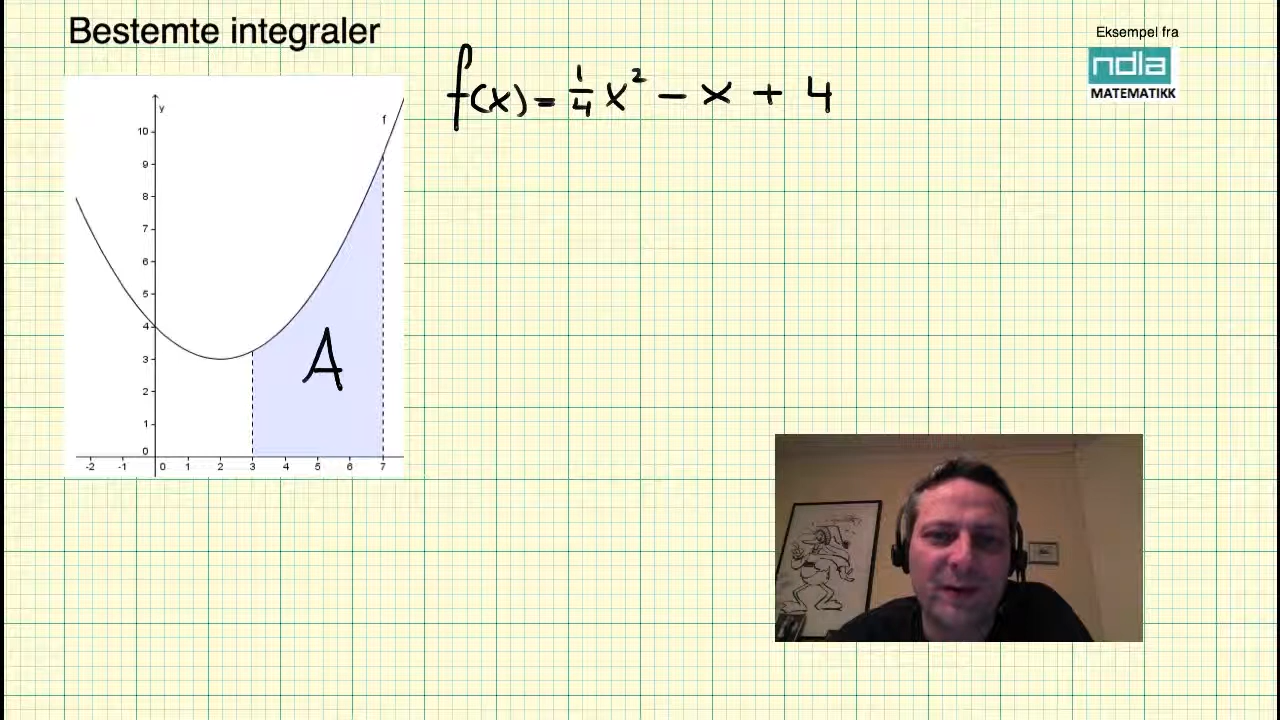 Bestemte integraler
f(x) = 1/4 x² − x + 4
Eksempel fra
ndla
MATEMATIKK
y
f
10
9
8
7
6
5
4
3
2
1
0
A
-2 -1 0 1 2 3 4 5 6 7